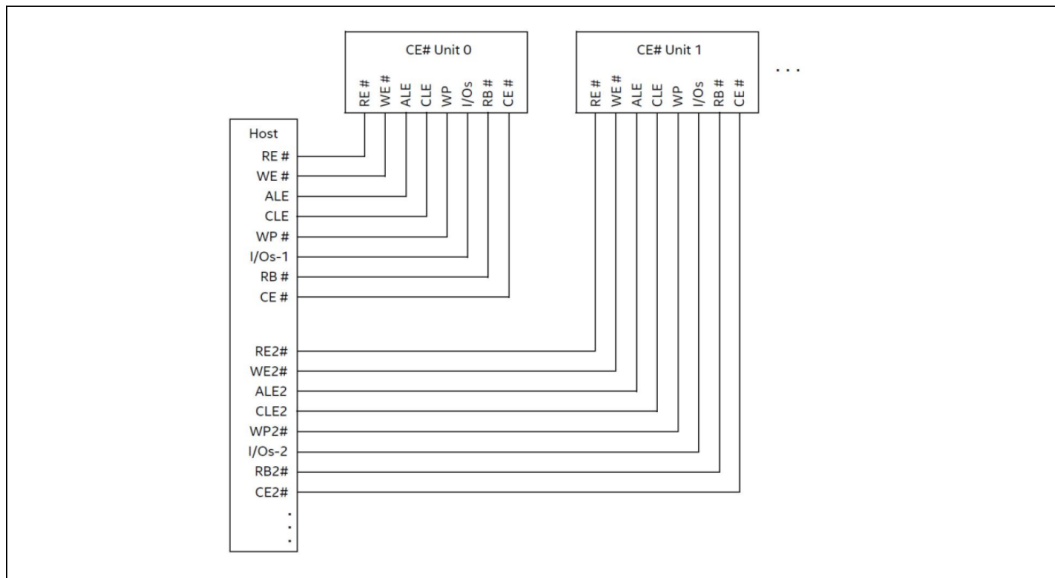 CE# Unit 0
RE #
WE #
ALE
CLE
WP
I/Os
RB #
CE #
CE# Unit 1
RE #
WE #
ALE
CLE
WP
I/Os
RB #
CE #
. . .
Host
RE #
WE #
ALE
CLE
WP #
I/Os-1
RB #
CE #
RE2#
WE2#
ALE2
CLE2
WP2#
I/Os-2
RB2#
CE2#